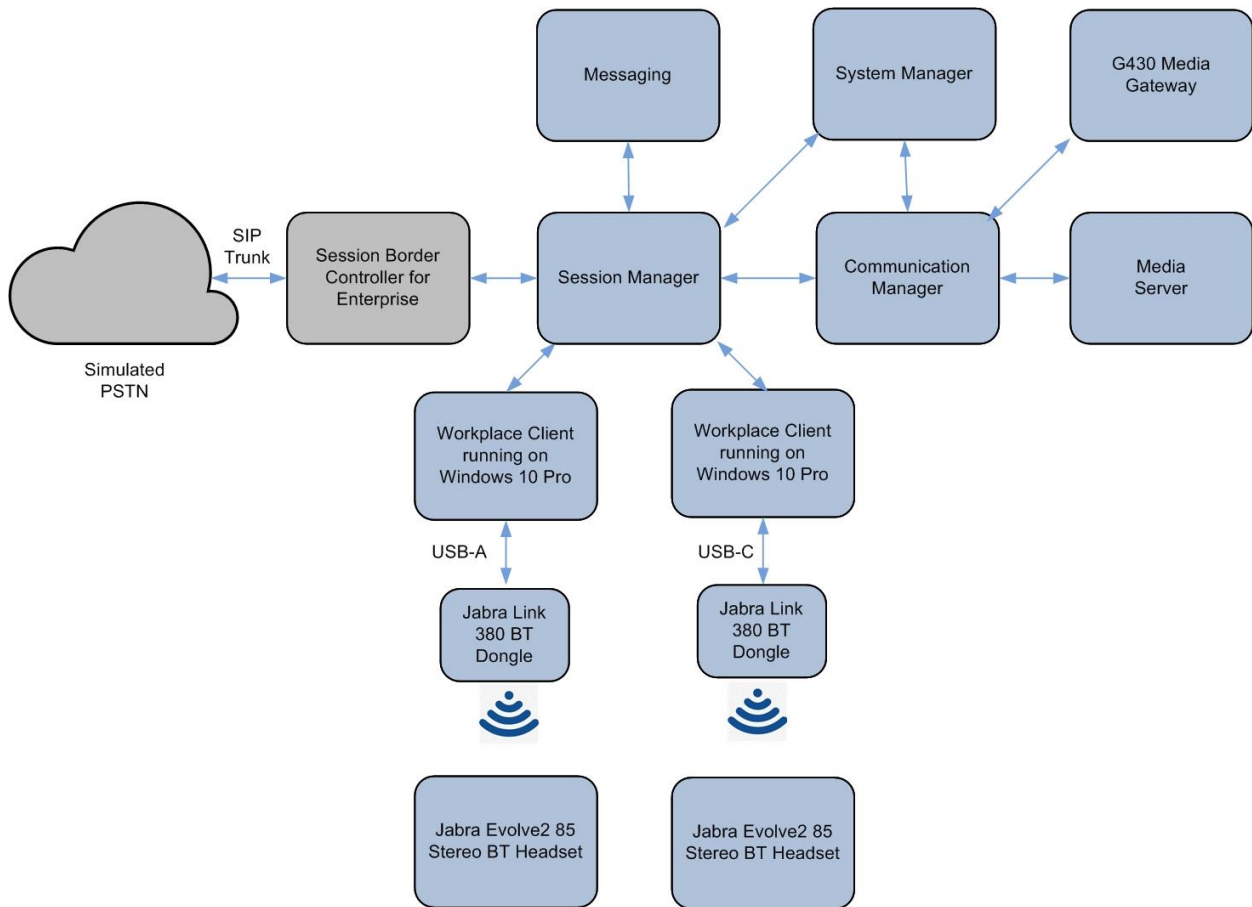 Messaging
System Manager
G430 Media
Gateway
SIP
Trunk
Session Border
Controller for
Enterprise
Session Manager
Communication
Manager
Media
Server
Simulated
PSTN
Workplace Client
running on
Windows 10 Pro
Workplace Client
running on
Windows 10 Pro
USB-A
USB-C
Jabra Link
380 BT
Dongle
Jabra Link
380 BT
Dongle
Jabra Evolve2 85
Stereo BT Headset
Jabra Evolve2 85
Stereo BT Headset